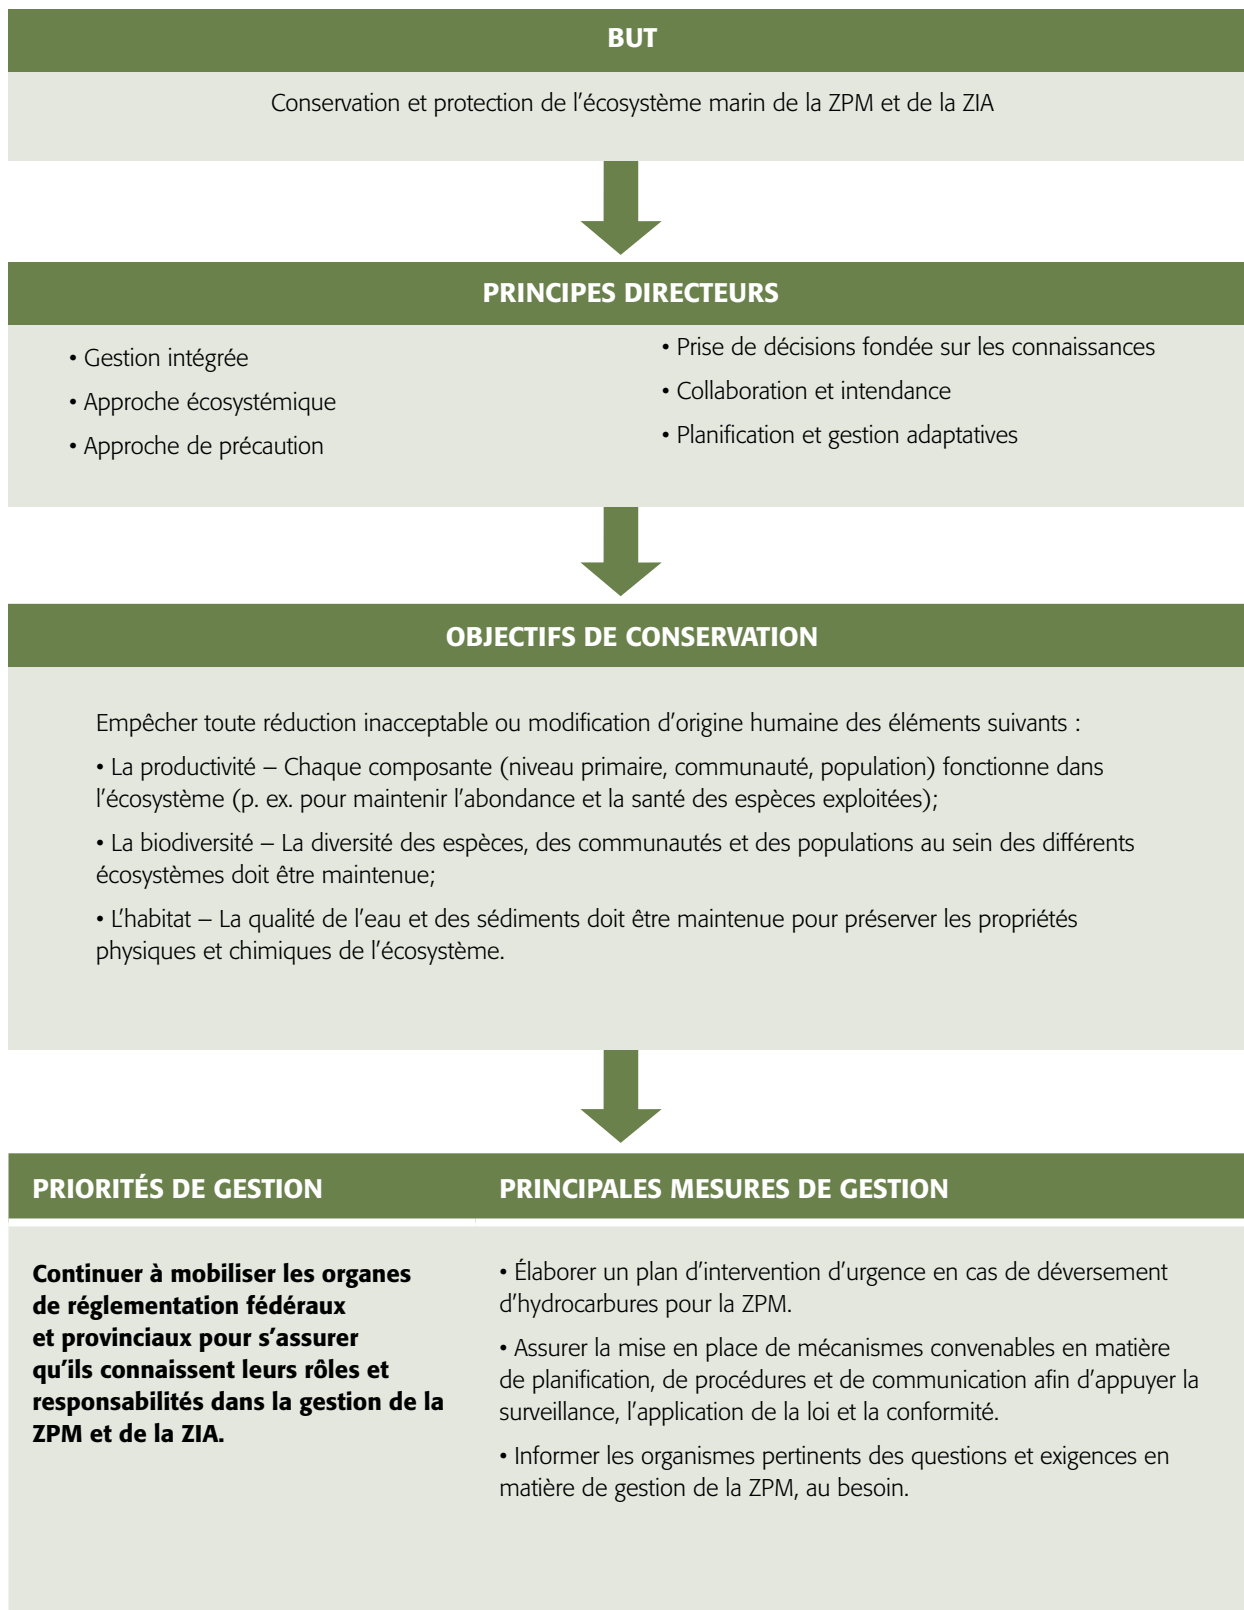 BUT
Conservation et protection de l'écosystème marin de la ZPM et de la ZIA
PRINCIPES DIRECTEURS
• Gestion intégrée
• Approche écosystémique
• Approche de précaution
• Prise de décisions fondée sur les connaissances
• Collaboration et intendance
• Planification et gestion adaptatives
OBJECTIFS DE CONSERVATION
Empêcher toute réduction inacceptable ou modification d'origine humaine des éléments suivants :
• La productivité – Chaque composante (niveau primaire, communauté, population) fonctionne dans
l'écosystème (p. ex. pour maintenir l'abondance et la santé des espèces exploitées);
• La biodiversité – La diversité des espèces, des communautés et des populations au sein des différents
écosystèmes doit être maintenue;
• L'habitat – La qualité de l'eau et des sédiments doit être maintenue pour préserver les propriétés
physiques et chimiques de l'écosystème.
PRIORITÉS DE GESTION
Continuer à mobiliser les organes
de réglementation fédéraux
et provinciaux pour s'assurer
qu'ils connaissent leurs rôles et
responsabilités dans la gestion de la
ZPM et de la ZIA.
PRINCIPALES MESURES DE GESTION
• Élaborer un plan d'intervention d'urgence en cas de déversement
d'hydrocarbures pour la ZPM.
• Assurer la mise en place de mécanismes convenables en matière
de planification, de procédures et de communication afin d'appuyer la
surveillance, l'application de la loi et la conformité.
• Informer les organismes pertinents des questions et exigences en
matière de gestion de la ZPM, au besoin.